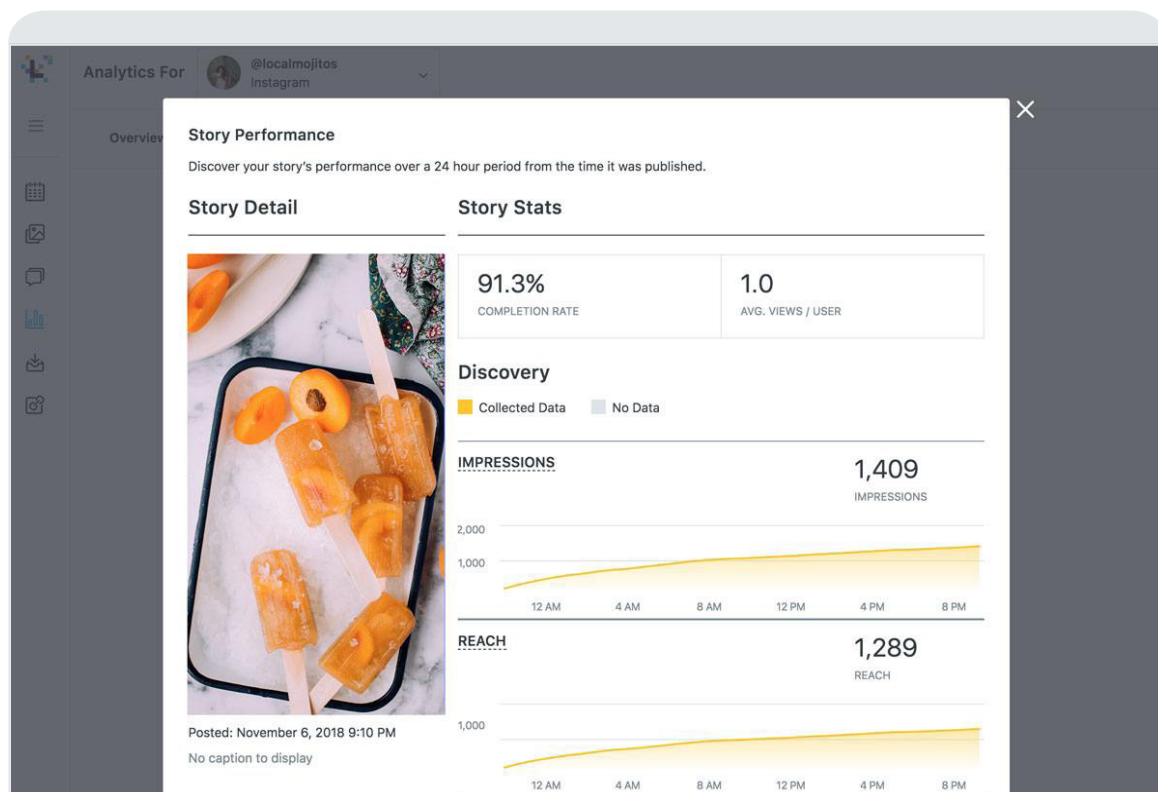 Analytics For
@localmojitos
Instagram
Overview
Story Performance
Discover your story's performance over a 24 hour period from the time it was published.
Story Detail
Story Stats
91.3%
COMPLETION RATE
1.0
AVG. VIEWS / USER
Discovery
Collected Data
No Data
IMPRESSIONS
1,409
IMPRESSIONS
2,000
1,000
12 AM 4 AM 8 AM 12 PM 4 PM 8 PM
REACH
1,289
REACH
1,000
12 AM 4 AM 8 AM 12 PM 4 PM 8 PM
Posted: November 6, 2018 9:10 PM
No caption to display